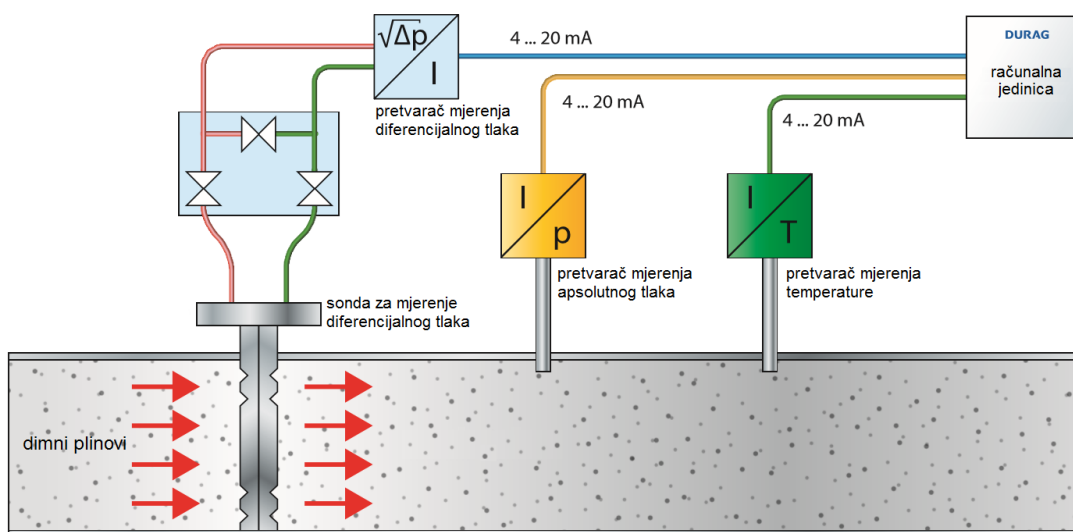 √Δp
I
4 ... 20 mA
DURAG
računalna
jedinica
pretvarač mjerenja
diferencijalnog tlaka
4 ... 20 mA
4 ... 20 mA
I
p
I
T
pretvarač mjerenja
apsolutnog tlaka
pretvarač mjerenja
temperature
sonda za mjerenje
diferencijalnog tlaka
dimni plinovi